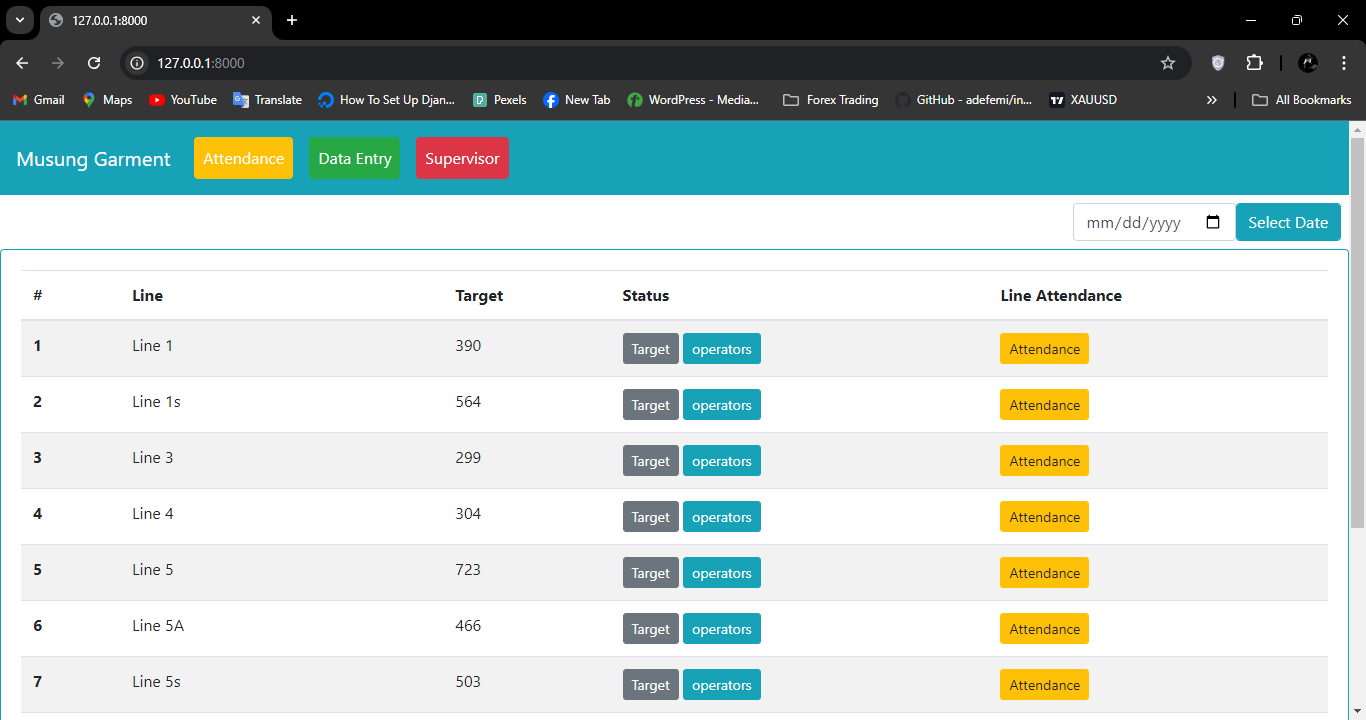 127.0.0.1:8000
127.0.0.1:8000
Gmail Maps YouTube Translate How To Set Up Djan... Pexels New Tab WordPress - Media... Forex Trading GitHub - adefemi/in... XAUUSD » All Bookmarks
Musung Garment Attendance Data Entry Supervisor
mm/dd/yyyy Select Date
# Line Target Status Line Attendance
1 Line 1 390 Target operators Attendance
2 Line 1s 564 Target operators Attendance
3 Line 3 299 Target operators Attendance
4 Line 4 304 Target operators Attendance
5 Line 5 723 Target operators Attendance
6 Line 5A 466 Target operators Attendance
7 Line 5s 503 Target operators Attendance